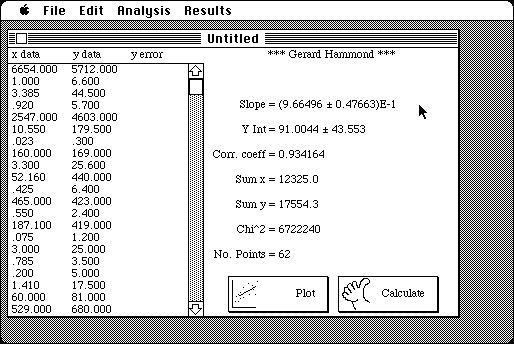 File Edit Analysis Results
Untitled
x data y data y error
*** Gerard Hammond ***
6654.000 5712.000
1.000 6.600
3.385 44.500
.920 5.700
2547.000 4603.000
10.550 179.500
.023 .300
160.000 169.000
3.300 25.600
52.160 440.000
.425 6.400
465.000 423.000
.550 2.400
187.100 419.000
.075 1.200
3.000 25.000
.785 3.500
.200 5.000
1.410 17.500
60.000 81.000
529.000 680.000
Slope = (9.66496 ± 0.47663)E-1
Y Int = 91.0044 ± 43.553
Corr. coeff = 0.934164
Sum x = 12325.0
Sum y = 17554.3
Chi^2 = 6722240
No. Points = 62
Plot
Calculate